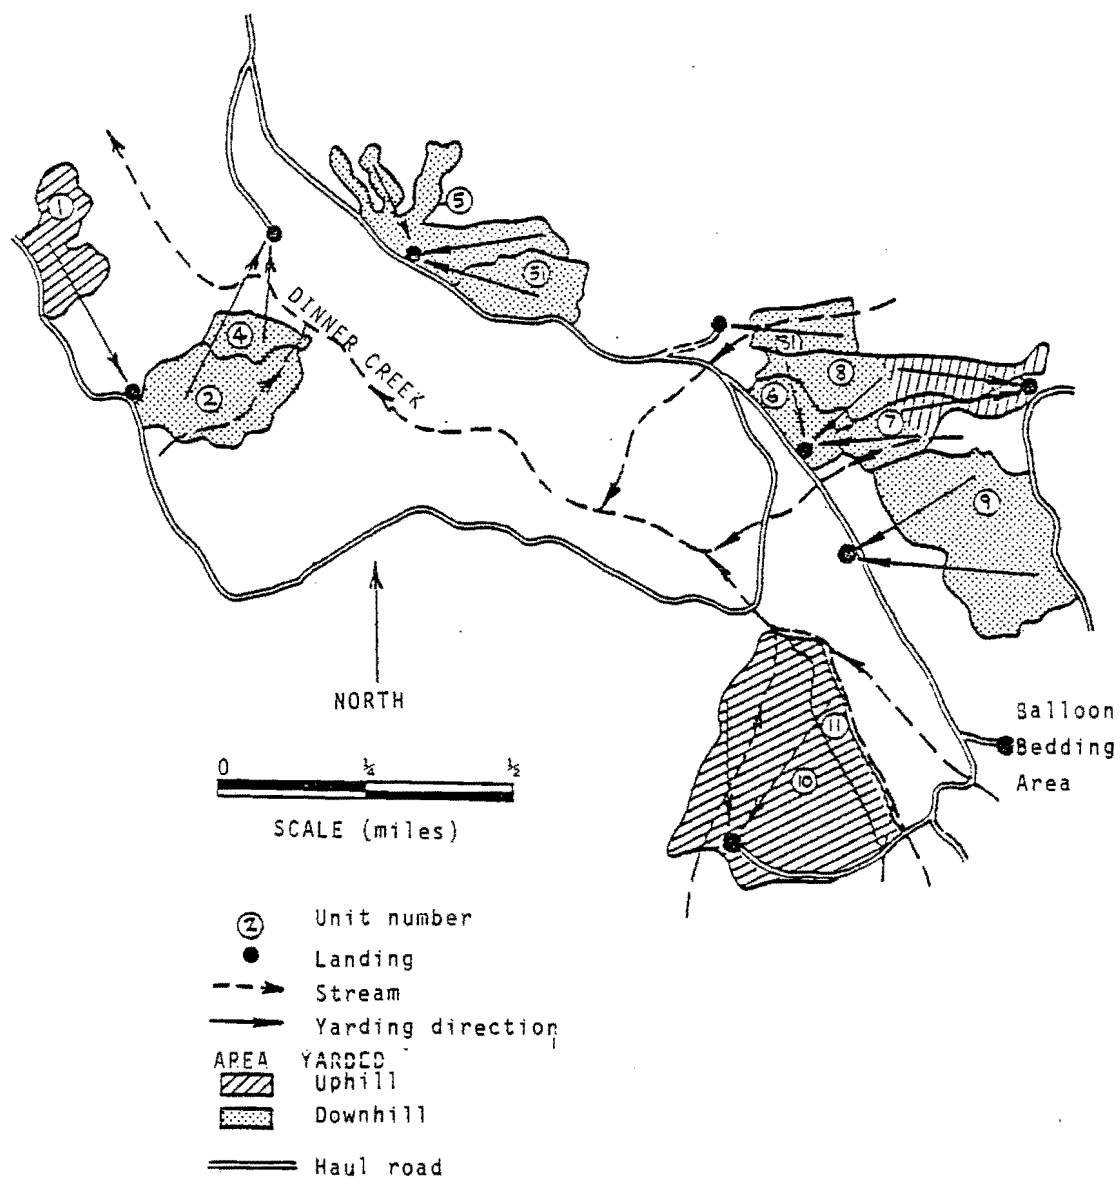 1
5
51
DINNER CREEK
4
2
31
8
6
7
9
NORTH
11
10
Balloon
Bedding
Area
0 ¼ ½
SCALE (miles)
2 Unit number
Landing
Stream
Yarding direction
AREA YARDED
Uphill
Downhill
Haul road